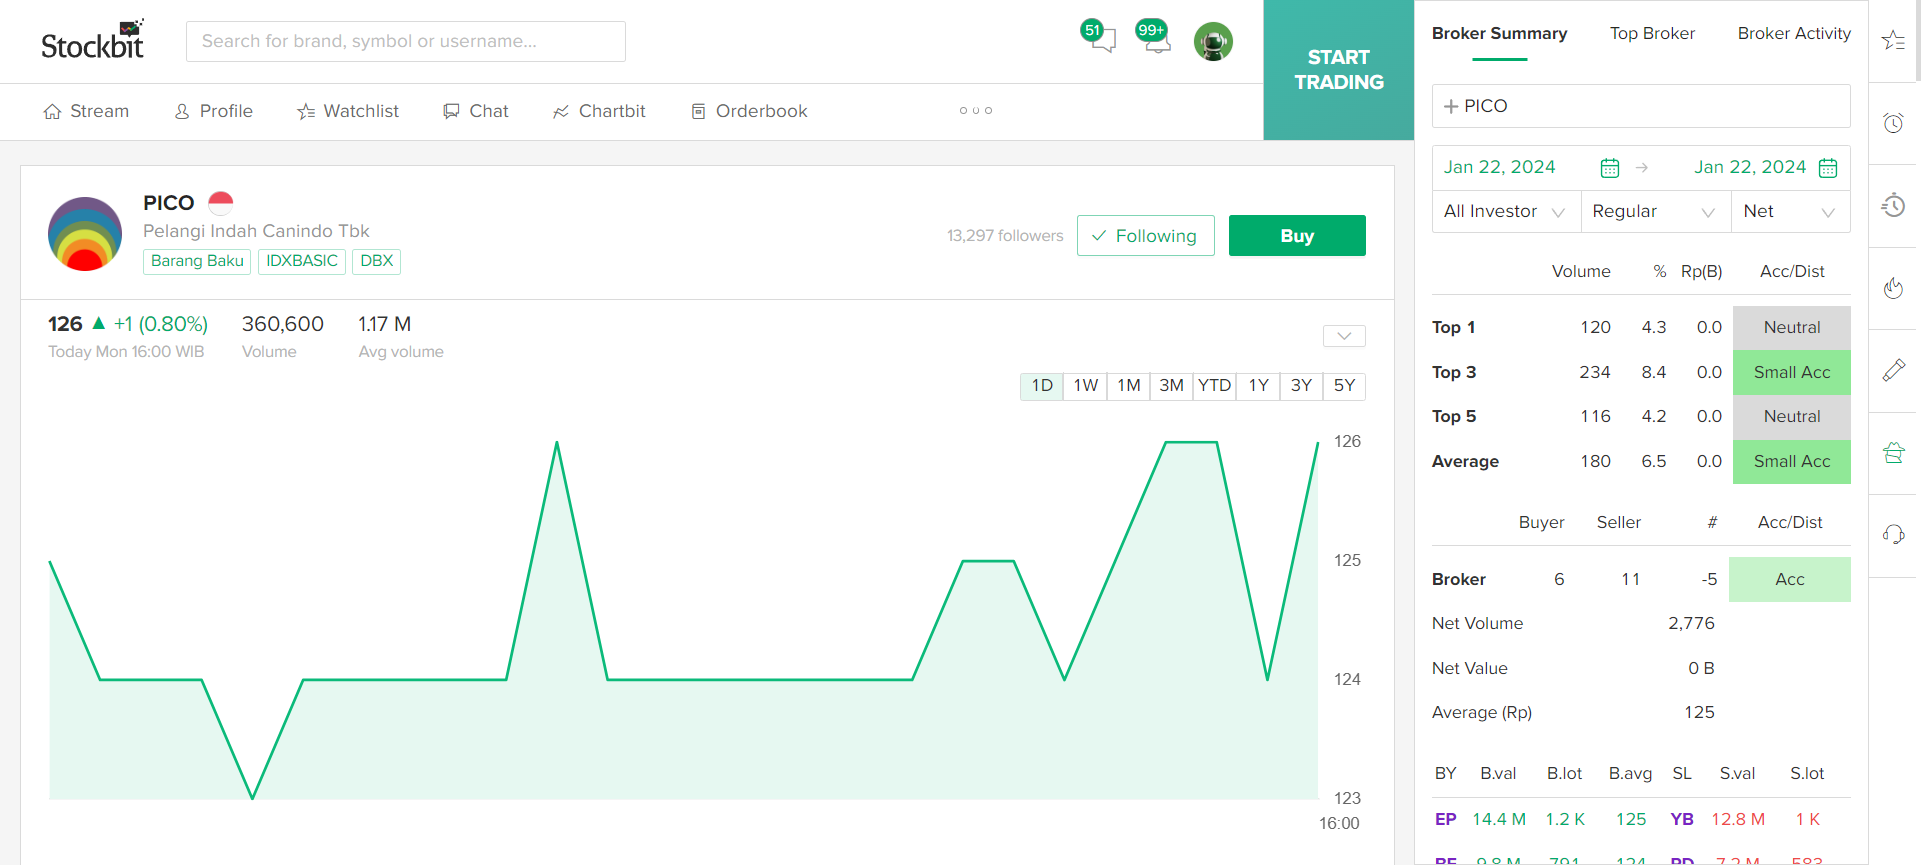 Stockbit
Search for brand, symbol or username...
51
99+
START
TRADING
Stream
Profile
Watchlist
Chat
Chartbit
Orderbook
PICO
Pelangi Indah Canindo Tbk
Barang Baku
IDXBASIC
DBX
13,297 followers
Following
Buy
126 ▲ +1 (0.80%)
Today Mon 16:00 WIB
360,600
Volume
1.17 M
Avg volume
1D 1W 1M 3M YTD 1Y 3Y 5Y
126
125
124
123
16:00
Broker Summary Top Broker Broker Activity
+ PICO
Jan 22, 2024 → Jan 22, 2024
All Investor Regular Net
Volume % Rp(B) Acc/Dist
Top 1 120 4.3 0.0 Neutral
Top 3 234 8.4 0.0 Small Acc
Top 5 116 4.2 0.0 Neutral
Average 180 6.5 0.0 Small Acc
Buyer Seller # Acc/Dist
Broker 6 11 -5 Acc
Net Volume 2,776
Net Value 0 B
Average (Rp) 125
BY B.val B.lot B.avg SL S.val S.lot
EP 14.4 M 1.2 K 125 YB 12.8 M 1 K
9.8 M 791 124 7.2 M 583